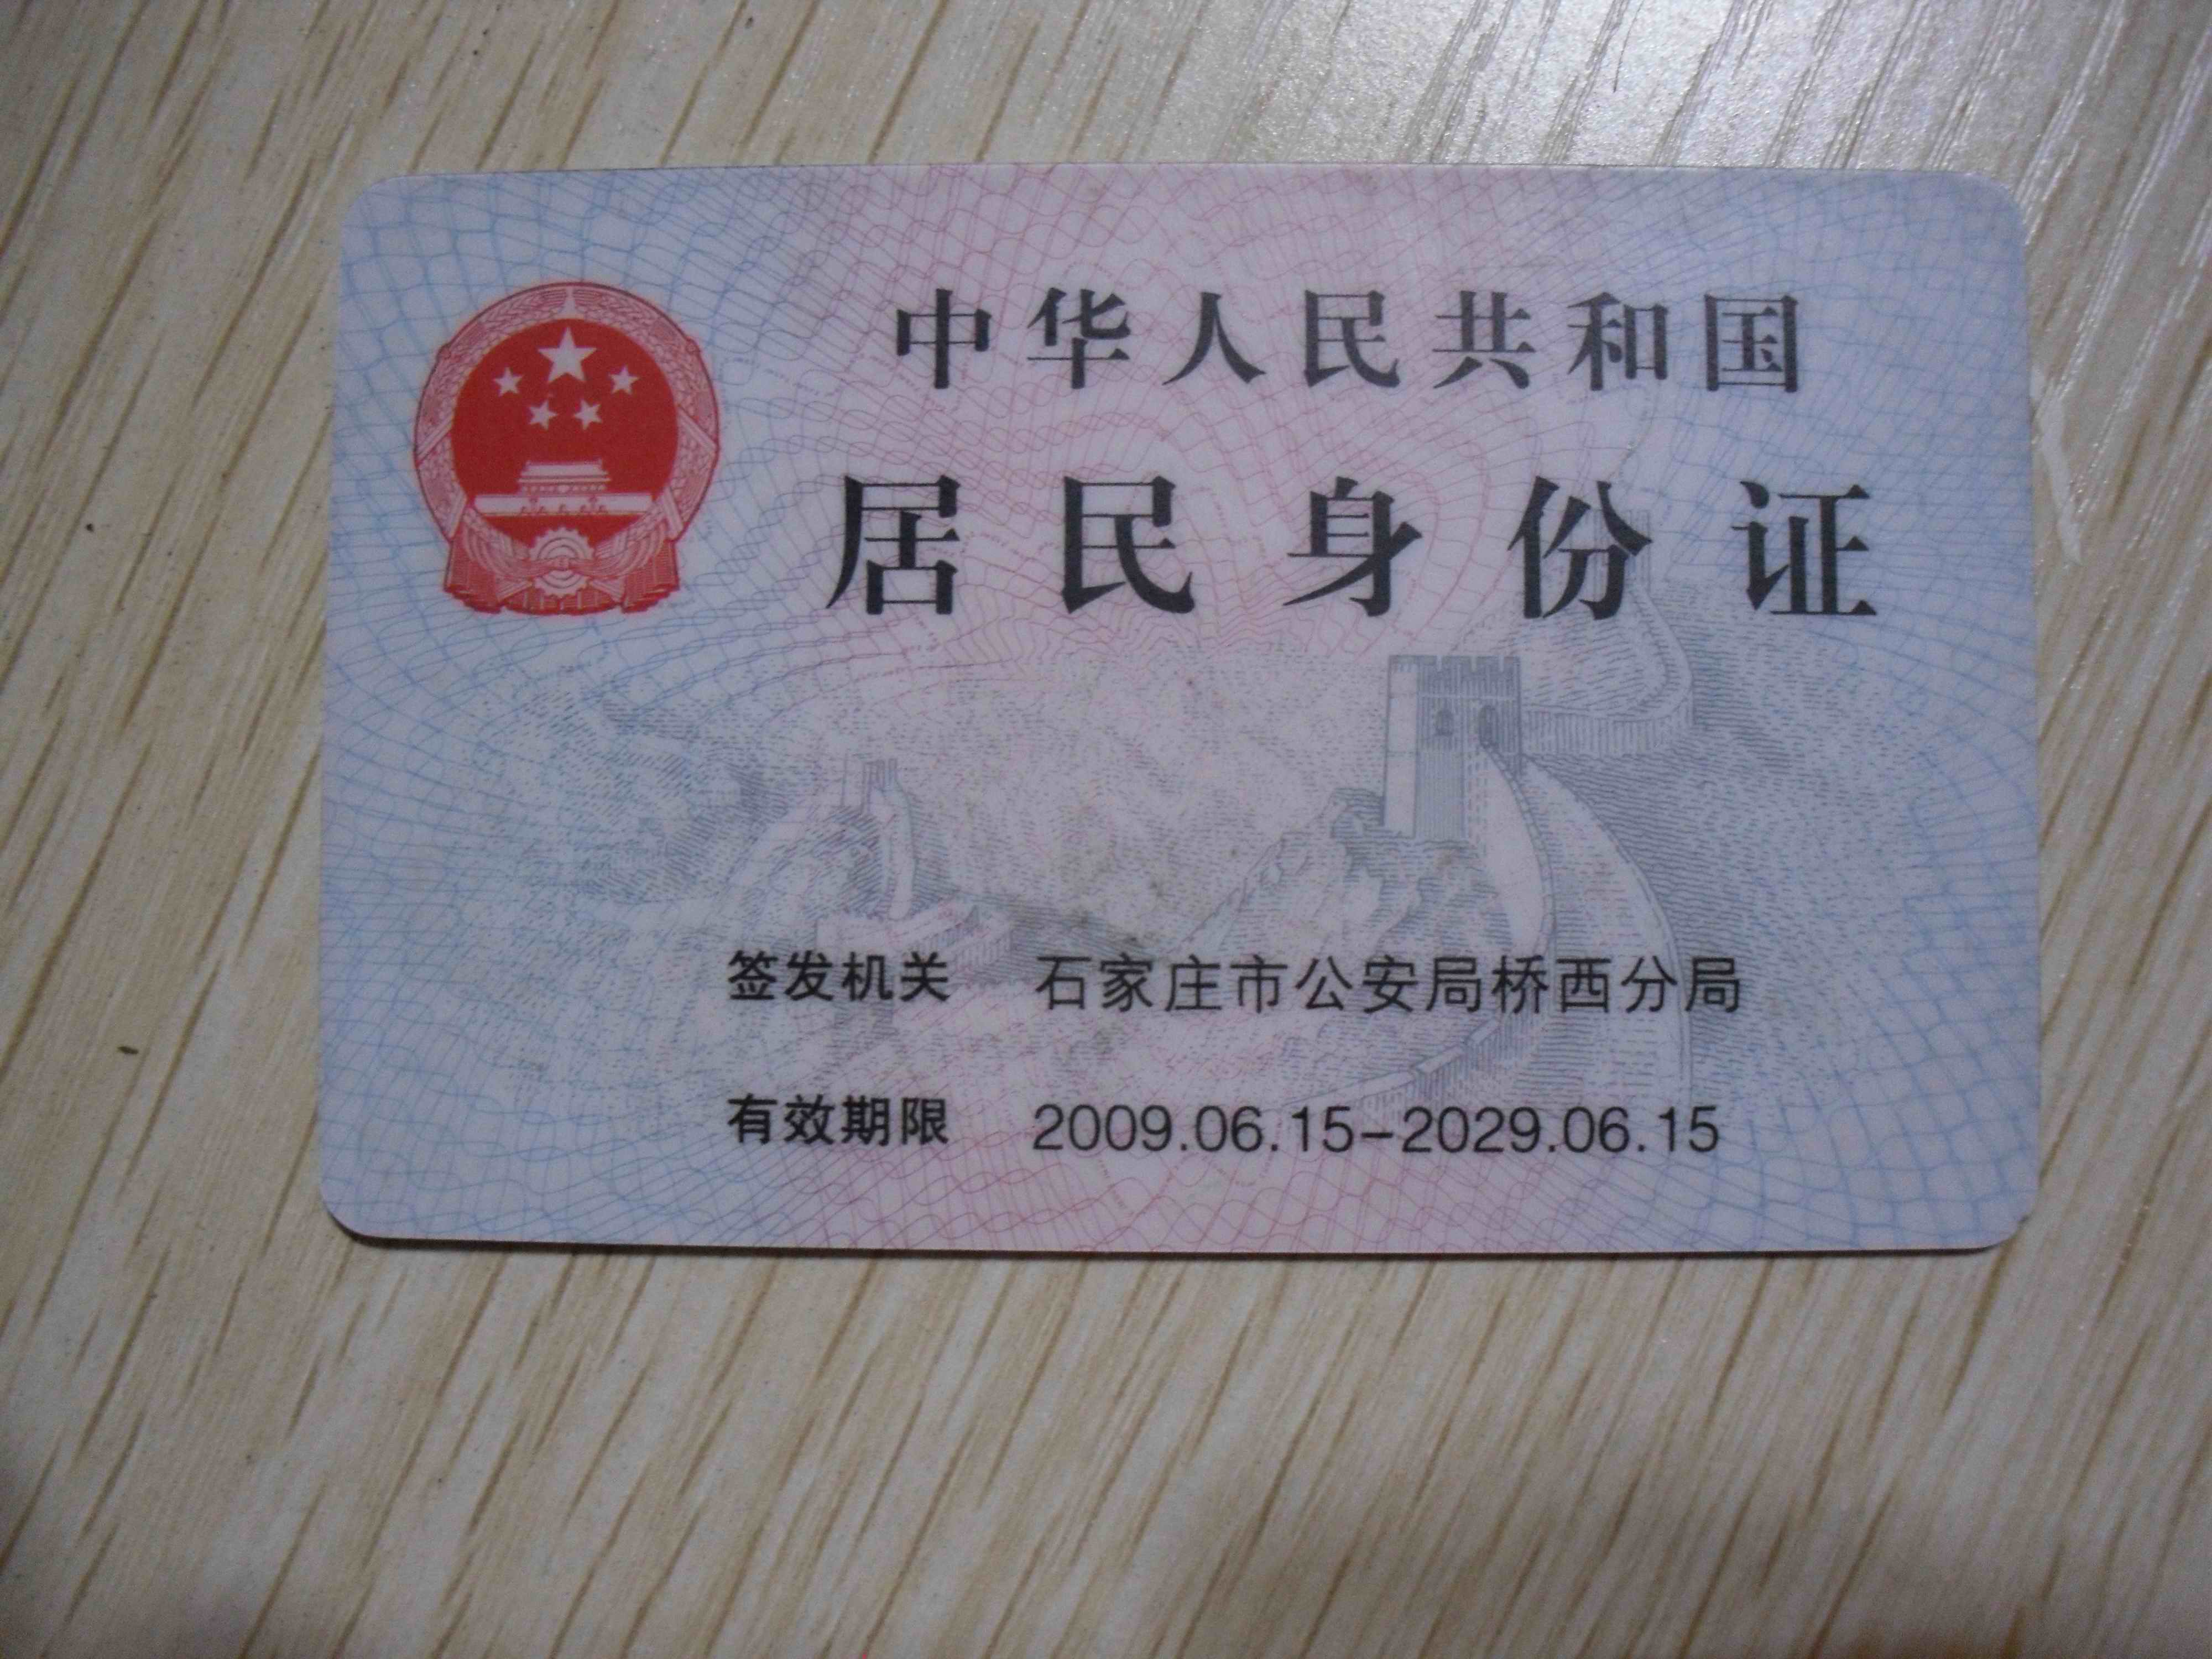 中华人民共和国
居民身份证
签发机关 石家庄市公安局桥西分局
有效期限 2009.06.15-2029.06.15